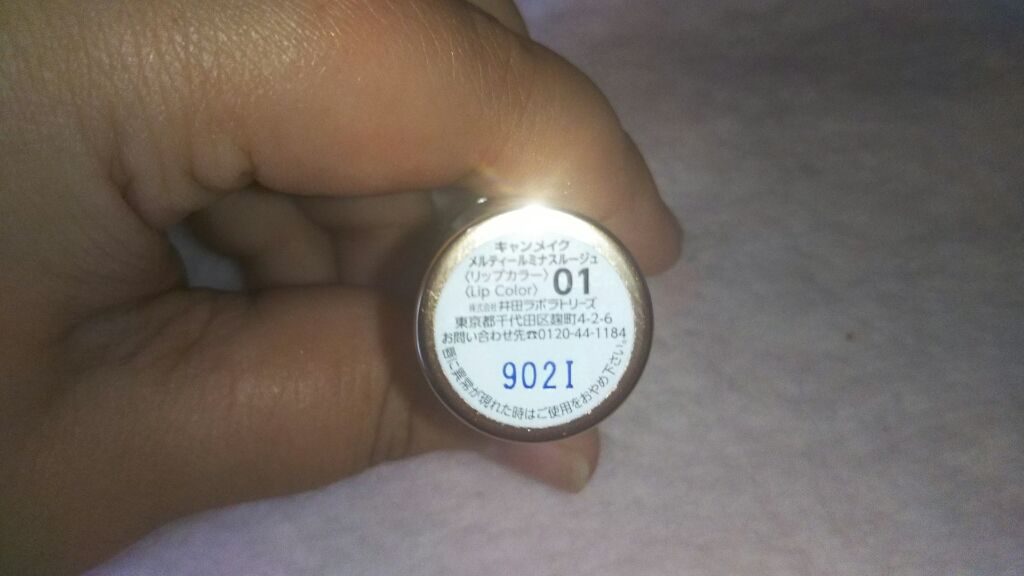 キャンメイク
メルティールミナスルージュ
〈リップカラー〉
〈Lip Color〉 01
株式会社 井田ラボラトリーズ
東京都千代田区麹町4-2-6
お問い合わせ先☎0120-44-1184
902I
唇に異常が現れた時はご使用をおやめ下さい。